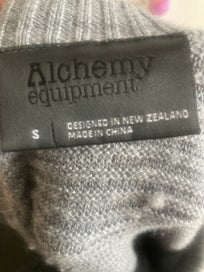 Alchemy
equipment
S
DESIGNED IN NEW ZEALAND
MADE IN CHINA